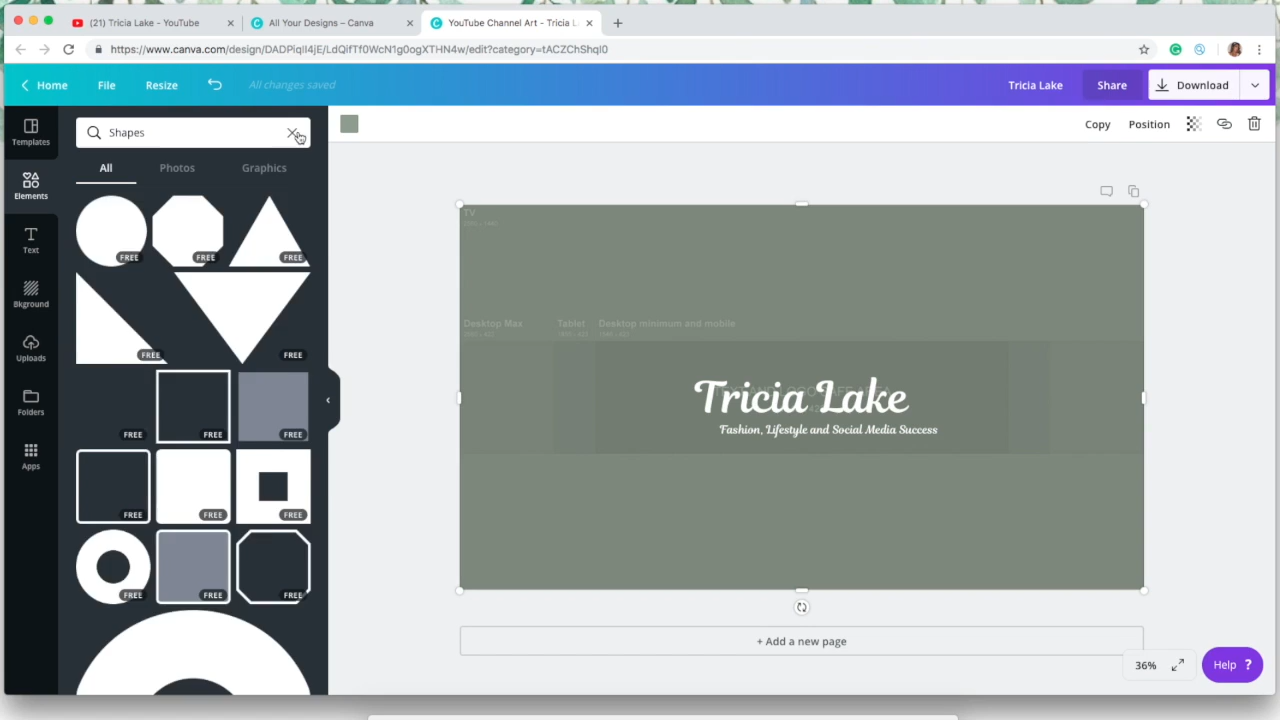 (21) Tricia Lake - YouTube
All Your Designs – Canva
YouTube Channel Art - Tricia L
https://www.canva.com/design/DADPiqlI4jE/LdQifTf0WcN1g0ogXTHN4w/edit?category=tACZChShqI0
Home
File
Resize
All changes saved
Tricia Lake
Share
Download
Templates
Elements
Text
Bkground
Uploads
Folders
Apps
Shapes
All
Photos
Graphics
FREE
FREE
FREE
FREE
FREE
FREE
FREE
FREE
FREE
FREE
FREE
FREE
FREE
FREE
Copy
Position
TV
Desktop Max
Tablet
Desktop minimum and mobile
Tricia Lake
Fashion, Lifestyle and Social Media Success
+ Add a new page
36%
Help ?